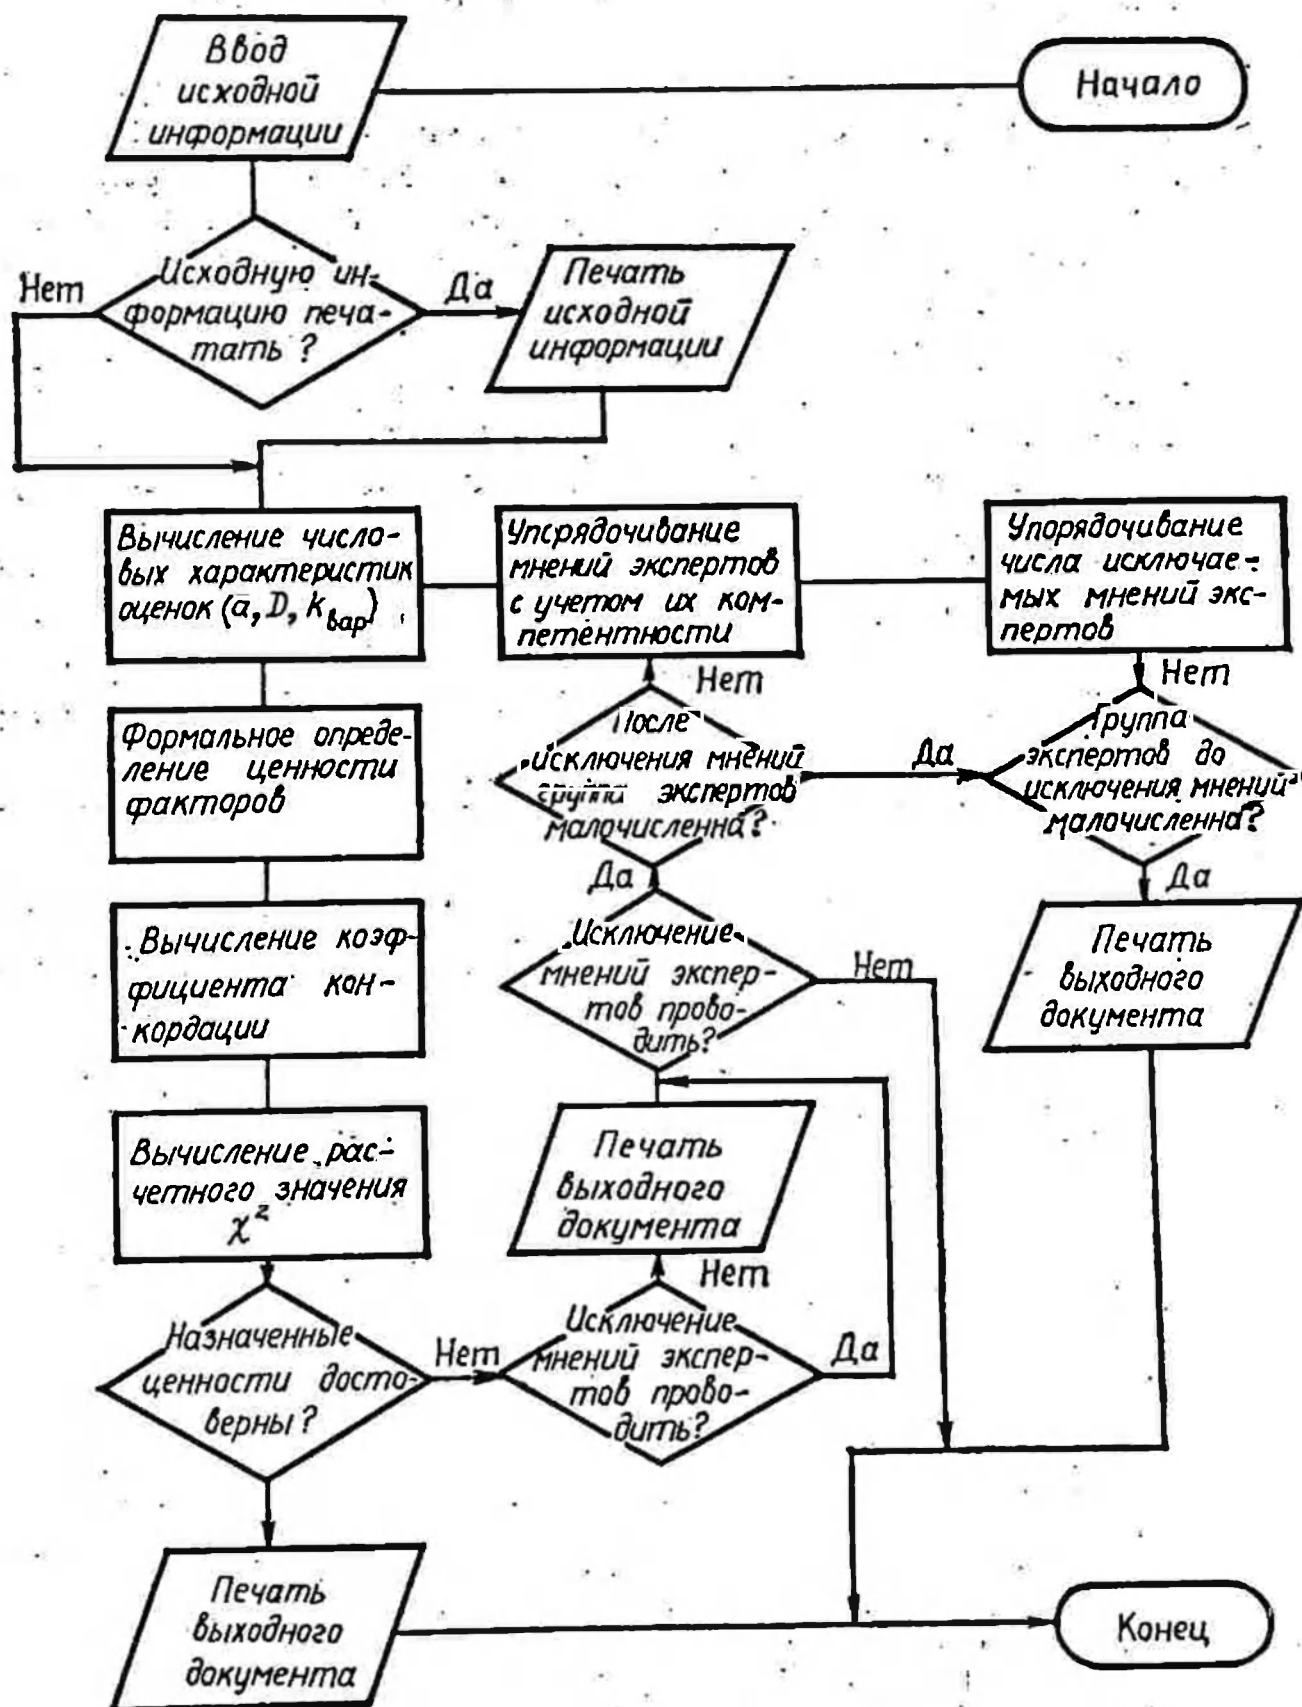 Ввод
исходной
информации
Начало
Исходную ин-
формацию печа-
тать?
Нет
Да
Печать
исходной
информации
Вычисление число-
вых характеристик
оценок (a, D, k вар)
Упорядочивание
мнений экспертов
с учетом их ком-
петентности
Упорядочивание
числа исключае-
мых мнений экс-
пертов
Формальное опреде-
ление ценности
факторов
Нет
После
исключения мнений
группа экспертов
малочисленна?
Да
Нет
Группа
экспертов до
исключения мнений
малочисленна?
Да
Да
Вычисление коэф-
фициента кон-
кордации
Исключение
мнений экспер-
тов прово-
дить?
Нет
Печать
выходного
документа
Вычисление рас-
четного значения
χ²
Печать
выходного
документа
Нет
Назначенные
ценности досто-
верны?
Нет
Исключение
мнений экспер-
тов прово-
дить?
Да
Печать
выходного
документа
Конец